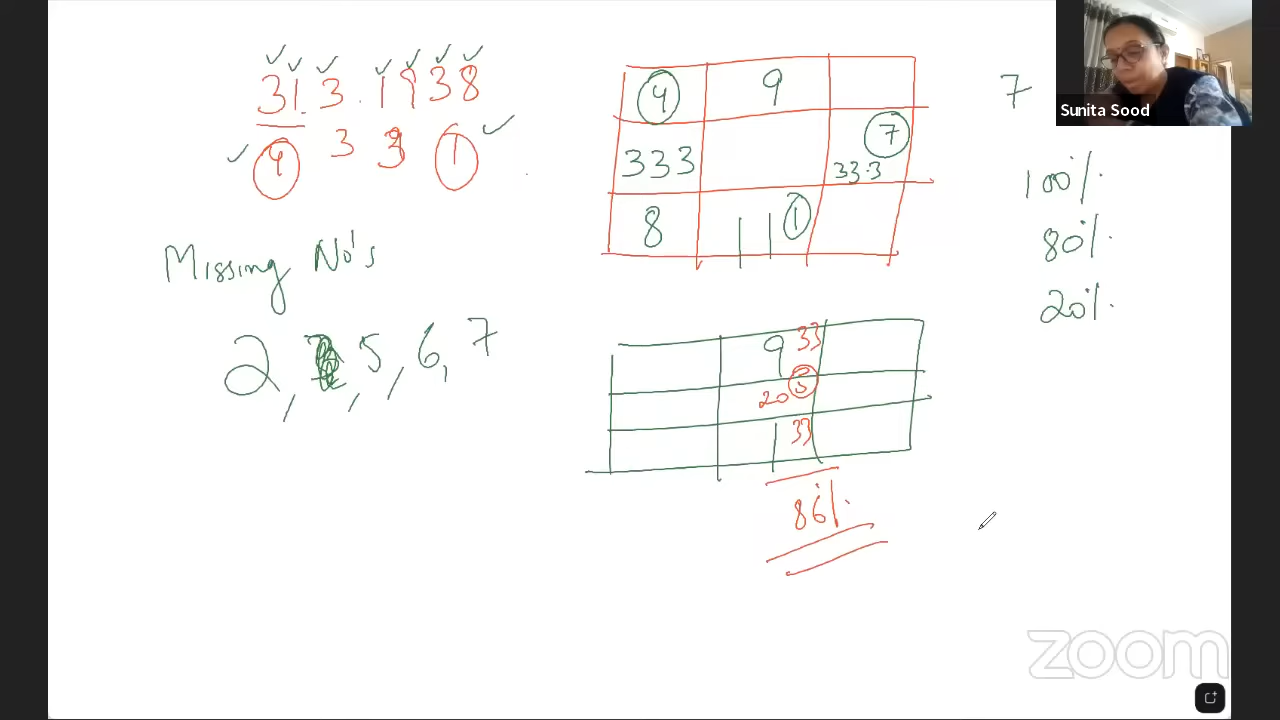 31 3 1938
4 3 3 1
Missing No's
2, 5, 6, 7
4 9
333 7
33.3
8 11 1
9 33
20 5
1 33
86%
7
100%
80%
20%
Sunita Sood
zoom